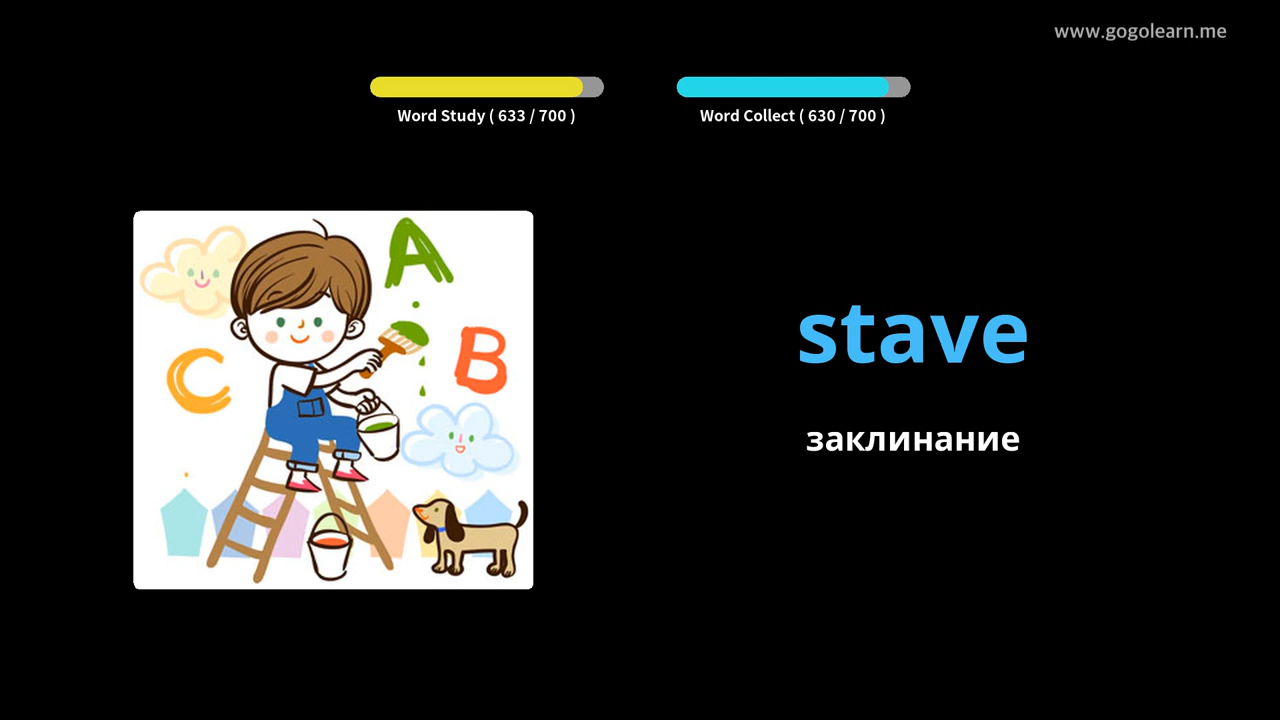 www.gogolearn.me
Word Study ( 633 / 700 )
Word Collect ( 630 / 700 )
A
B
C
stave
заклинание